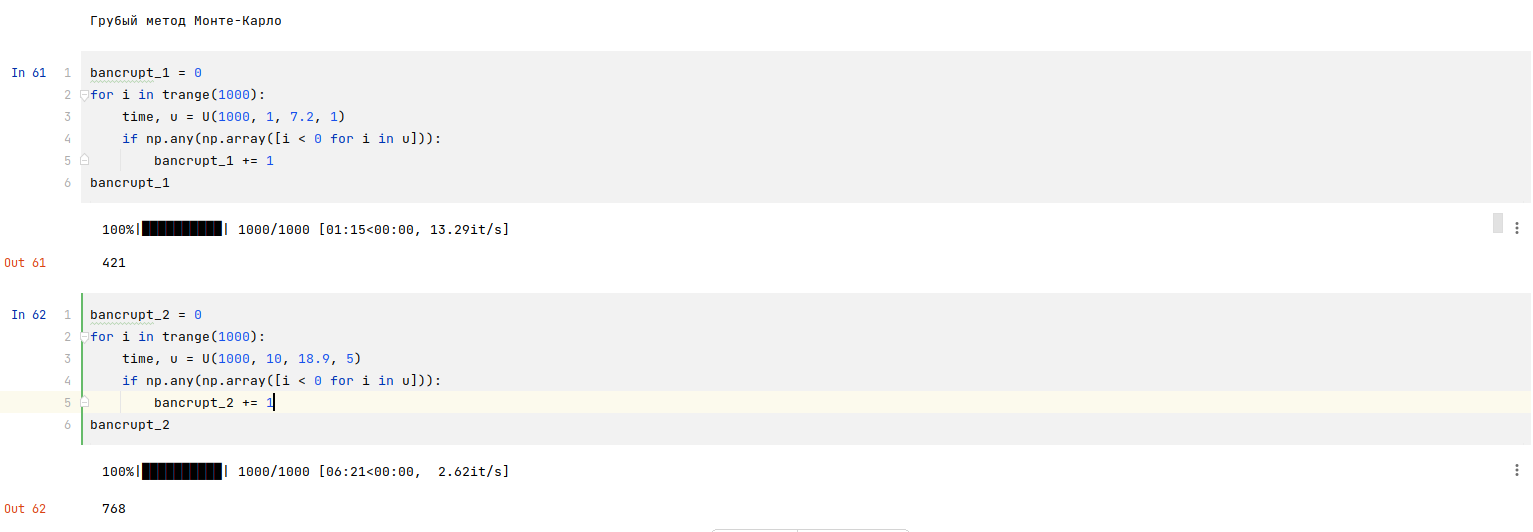 Грубый метод Монте-Карло
In 61 1 bancrupt_1 = 0
2 for i in trange(1000):
3 time, u = U(1000, 1, 7.2, 1)
4 if np.any(np.array([i < 0 for i in u])):
5 bancrupt_1 += 1
6 bancrupt_1
100%|██████████| 1000/1000 [01:15<00:00, 13.29it/s]
Out 61 421
In 62 1 bancrupt_2 = 0
2 for i in trange(1000):
3 time, u = U(1000, 10, 18.9, 5)
4 if np.any(np.array([i < 0 for i in u])):
5 bancrupt_2 += 1
6 bancrupt_2
100%|██████████| 1000/1000 [06:21<00:00,  2.62it/s]
Out 62 768